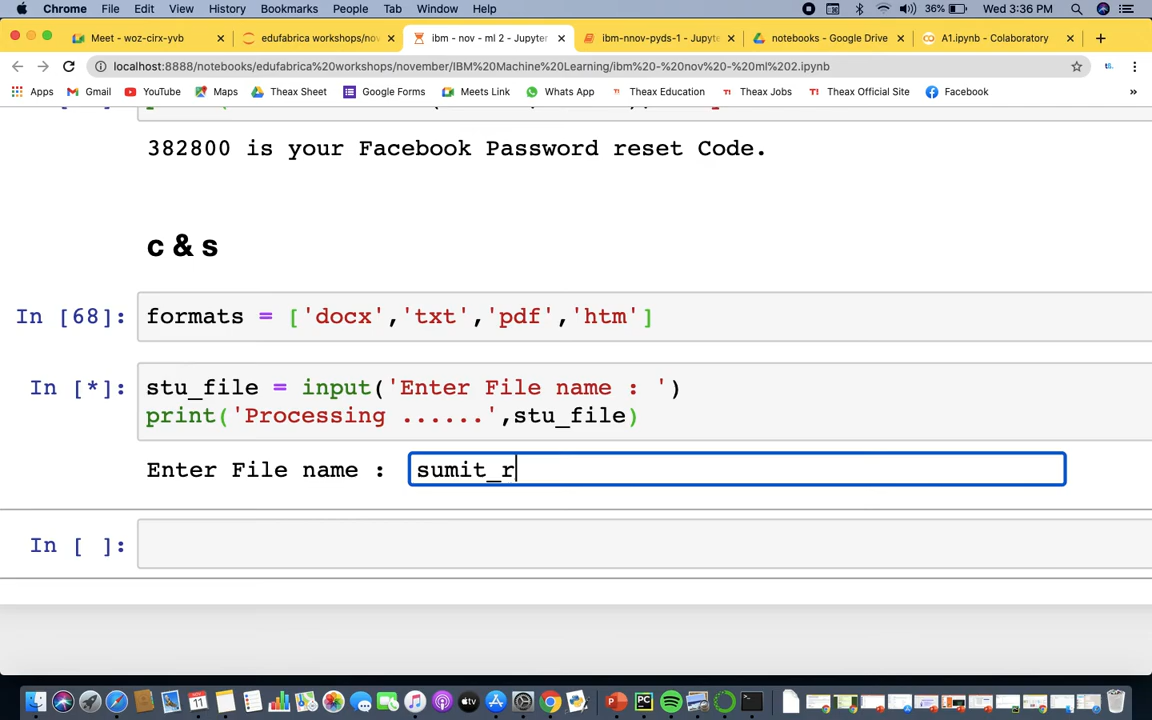 Chrome File Edit View History Bookmarks People Tab Window Help 36% Wed 3:36 PM
Meet - woz-cirx-yvb edufabrica workshops/nov ibm - nov - ml 2 - Jupyter ibm-nnov-pyds-1 - Jupyte notebooks - Google Drive A1.ipynb - Colaboratory
localhost:8888/notebooks/edufabrica%20workshops/november/IBM%20Machine%20Learning/ibm%20-%20nov%20-%20ml%202.ipynb
Apps Gmail YouTube Maps Theax Sheet Google Forms Meets Link Whats App Theax Education Theax Jobs Theax Official Site Facebook »
382800 is your Facebook Password reset Code.
c & s
In [68]: formats = ['docx','txt','pdf','htm']
In [*]: stu_file = input('Enter File name : ')
print('Processing ......',stu_file)
Enter File name : sumit_r
In [ ]: